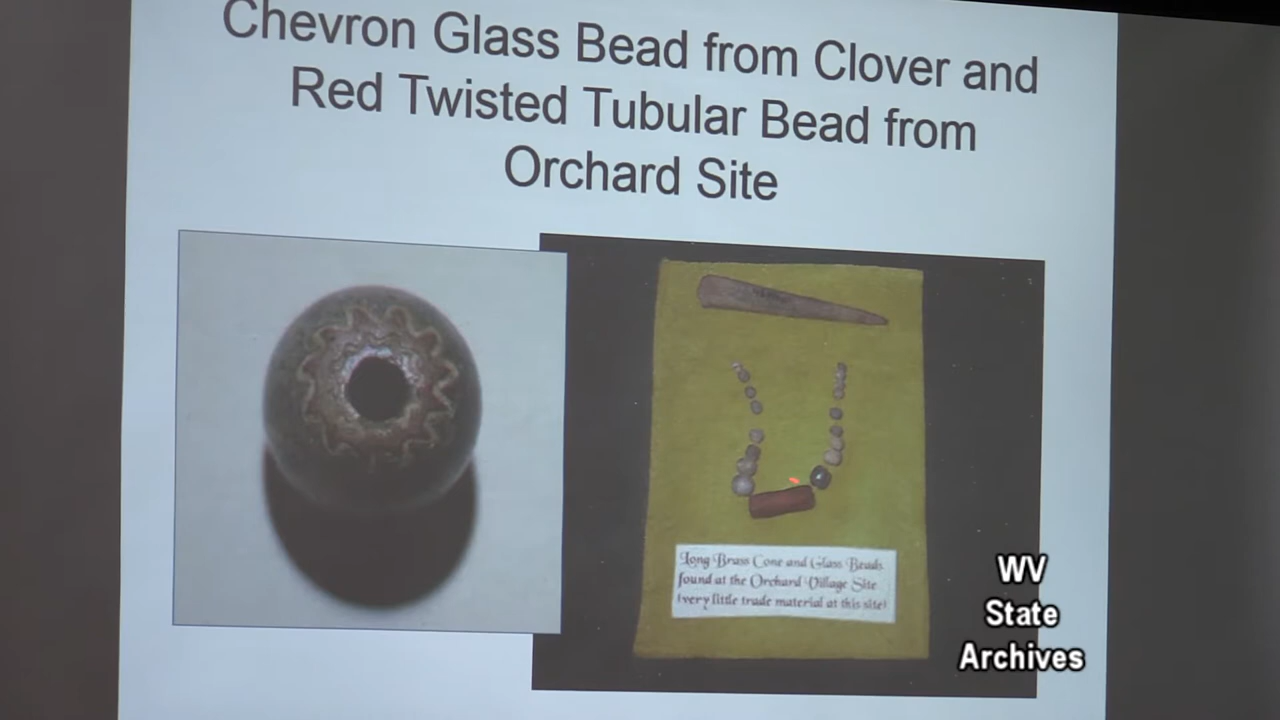 Chevron Glass Bead from Clover and
Red Twisted Tubular Bead from
Orchard Site
Long Brass Cone and Glass Beads
found at the Orchard Village Site
(very little trade material at this site)
WV
State
Archives